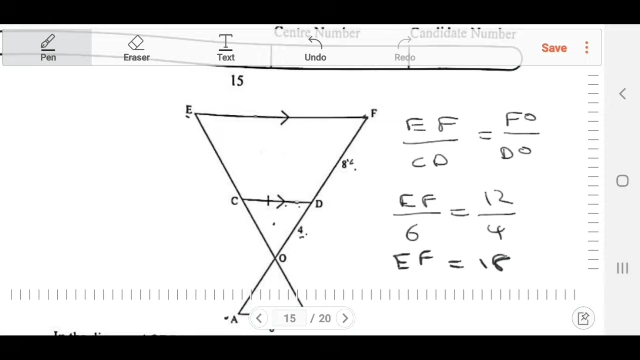 Centre Number Candidate Number
Pen Eraser Text Undo Redo Save
15
E F
EF/CD = FO/DO
8
C D
EF/6 = 12/4
4
O
EF = 18
A
15 / 20